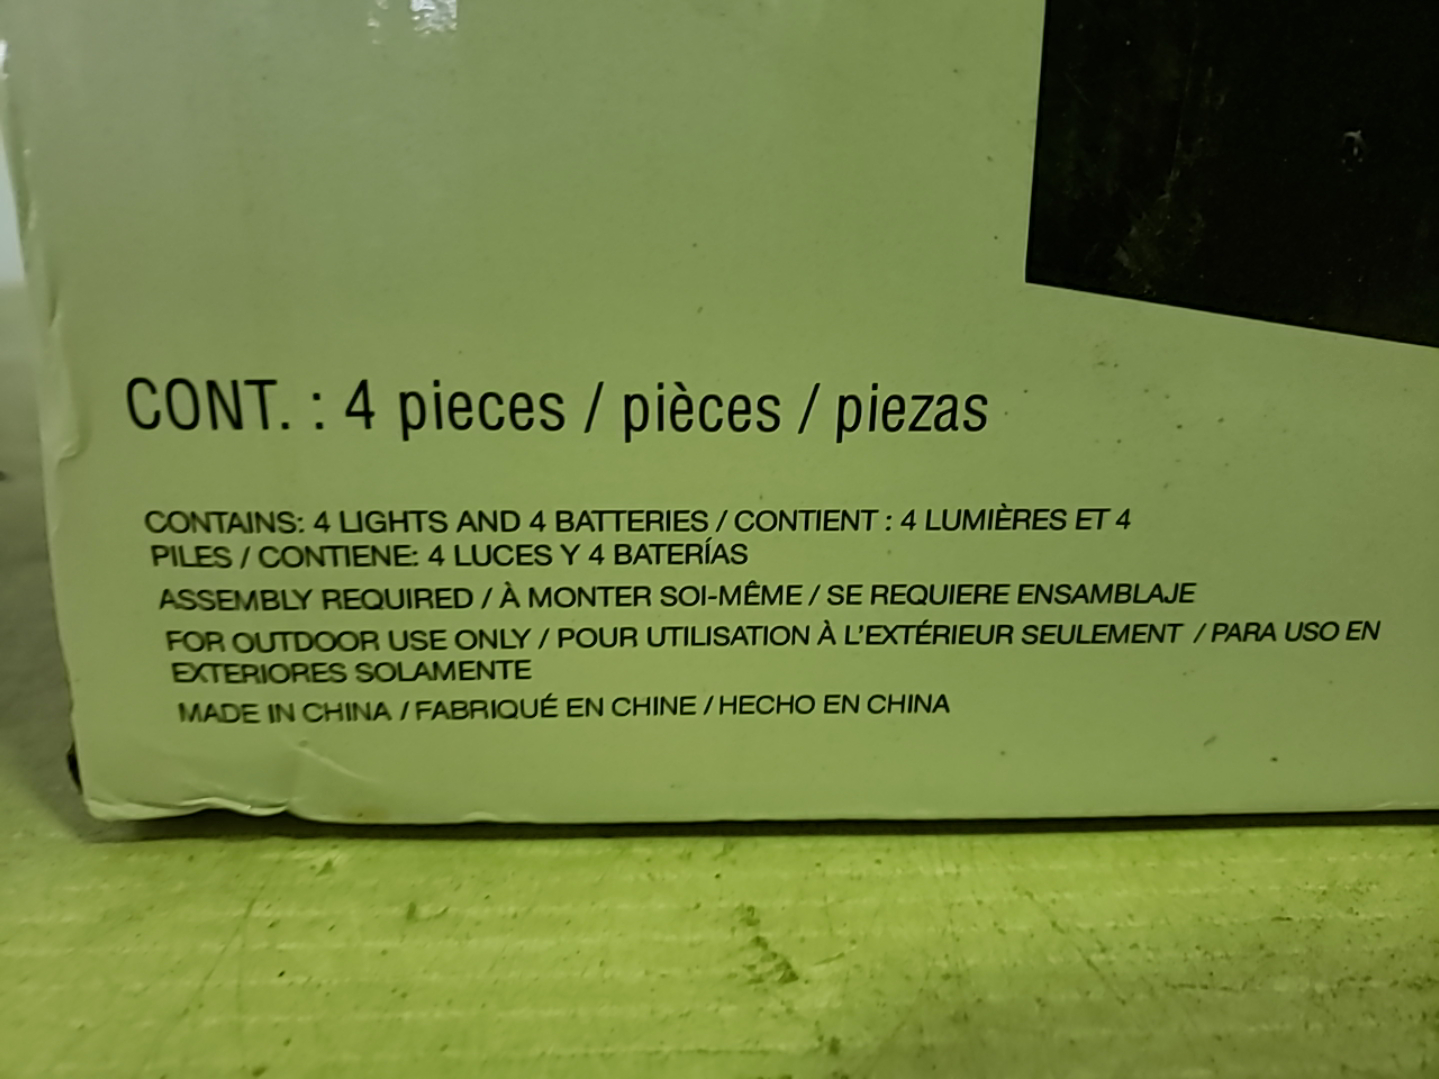 CONT. : 4 pieces / pièces / piezas
CONTAINS: 4 LIGHTS AND 4 BATTERIES / CONTIENT : 4 LUMIÈRES ET 4
PILES / CONTIENE: 4 LUCES Y 4 BATERÍAS
ASSEMBLY REQUIRED / À MONTER SOI-MÊME / SE REQUIERE ENSAMBLAJE
FOR OUTDOOR USE ONLY / POUR UTILISATION À L'EXTÉRIEUR SEULEMENT / PARA USO EN
EXTERIORES SOLAMENTE
MADE IN CHINA / FABRIQUÉ EN CHINE / HECHO EN CHINA